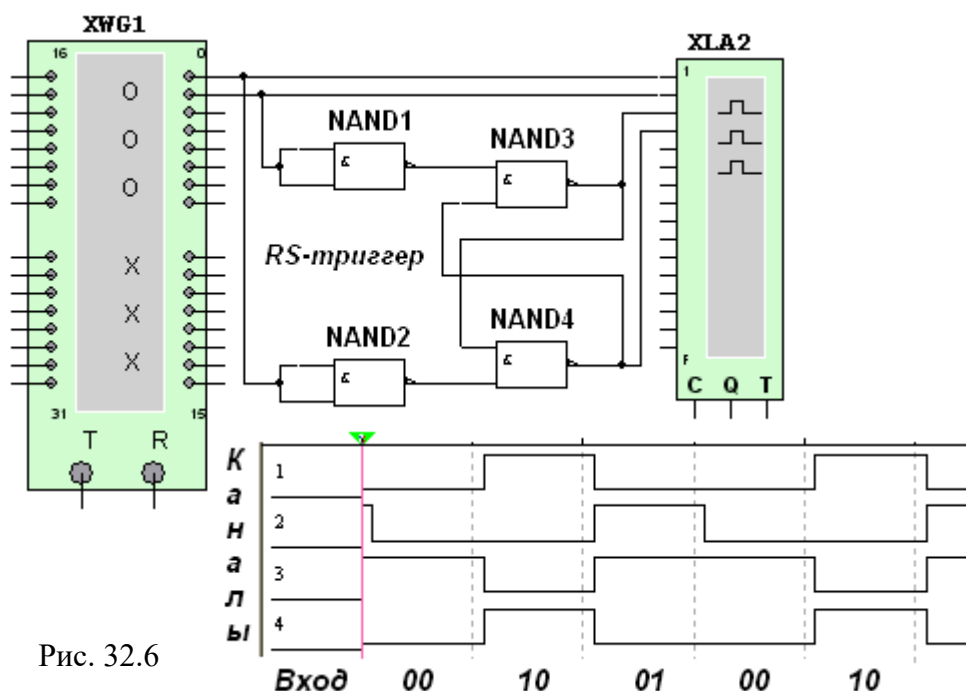 XWG1
16 0
O
O
O
X
X
X
31 15
T R
XLA2
1
F
C Q T
NAND1
&
NAND3
&
RS-триггер
NAND2
&
NAND4
&
Каналы
1
2
3
4
Вход 00 10 01 00 10
Рис. 32.6